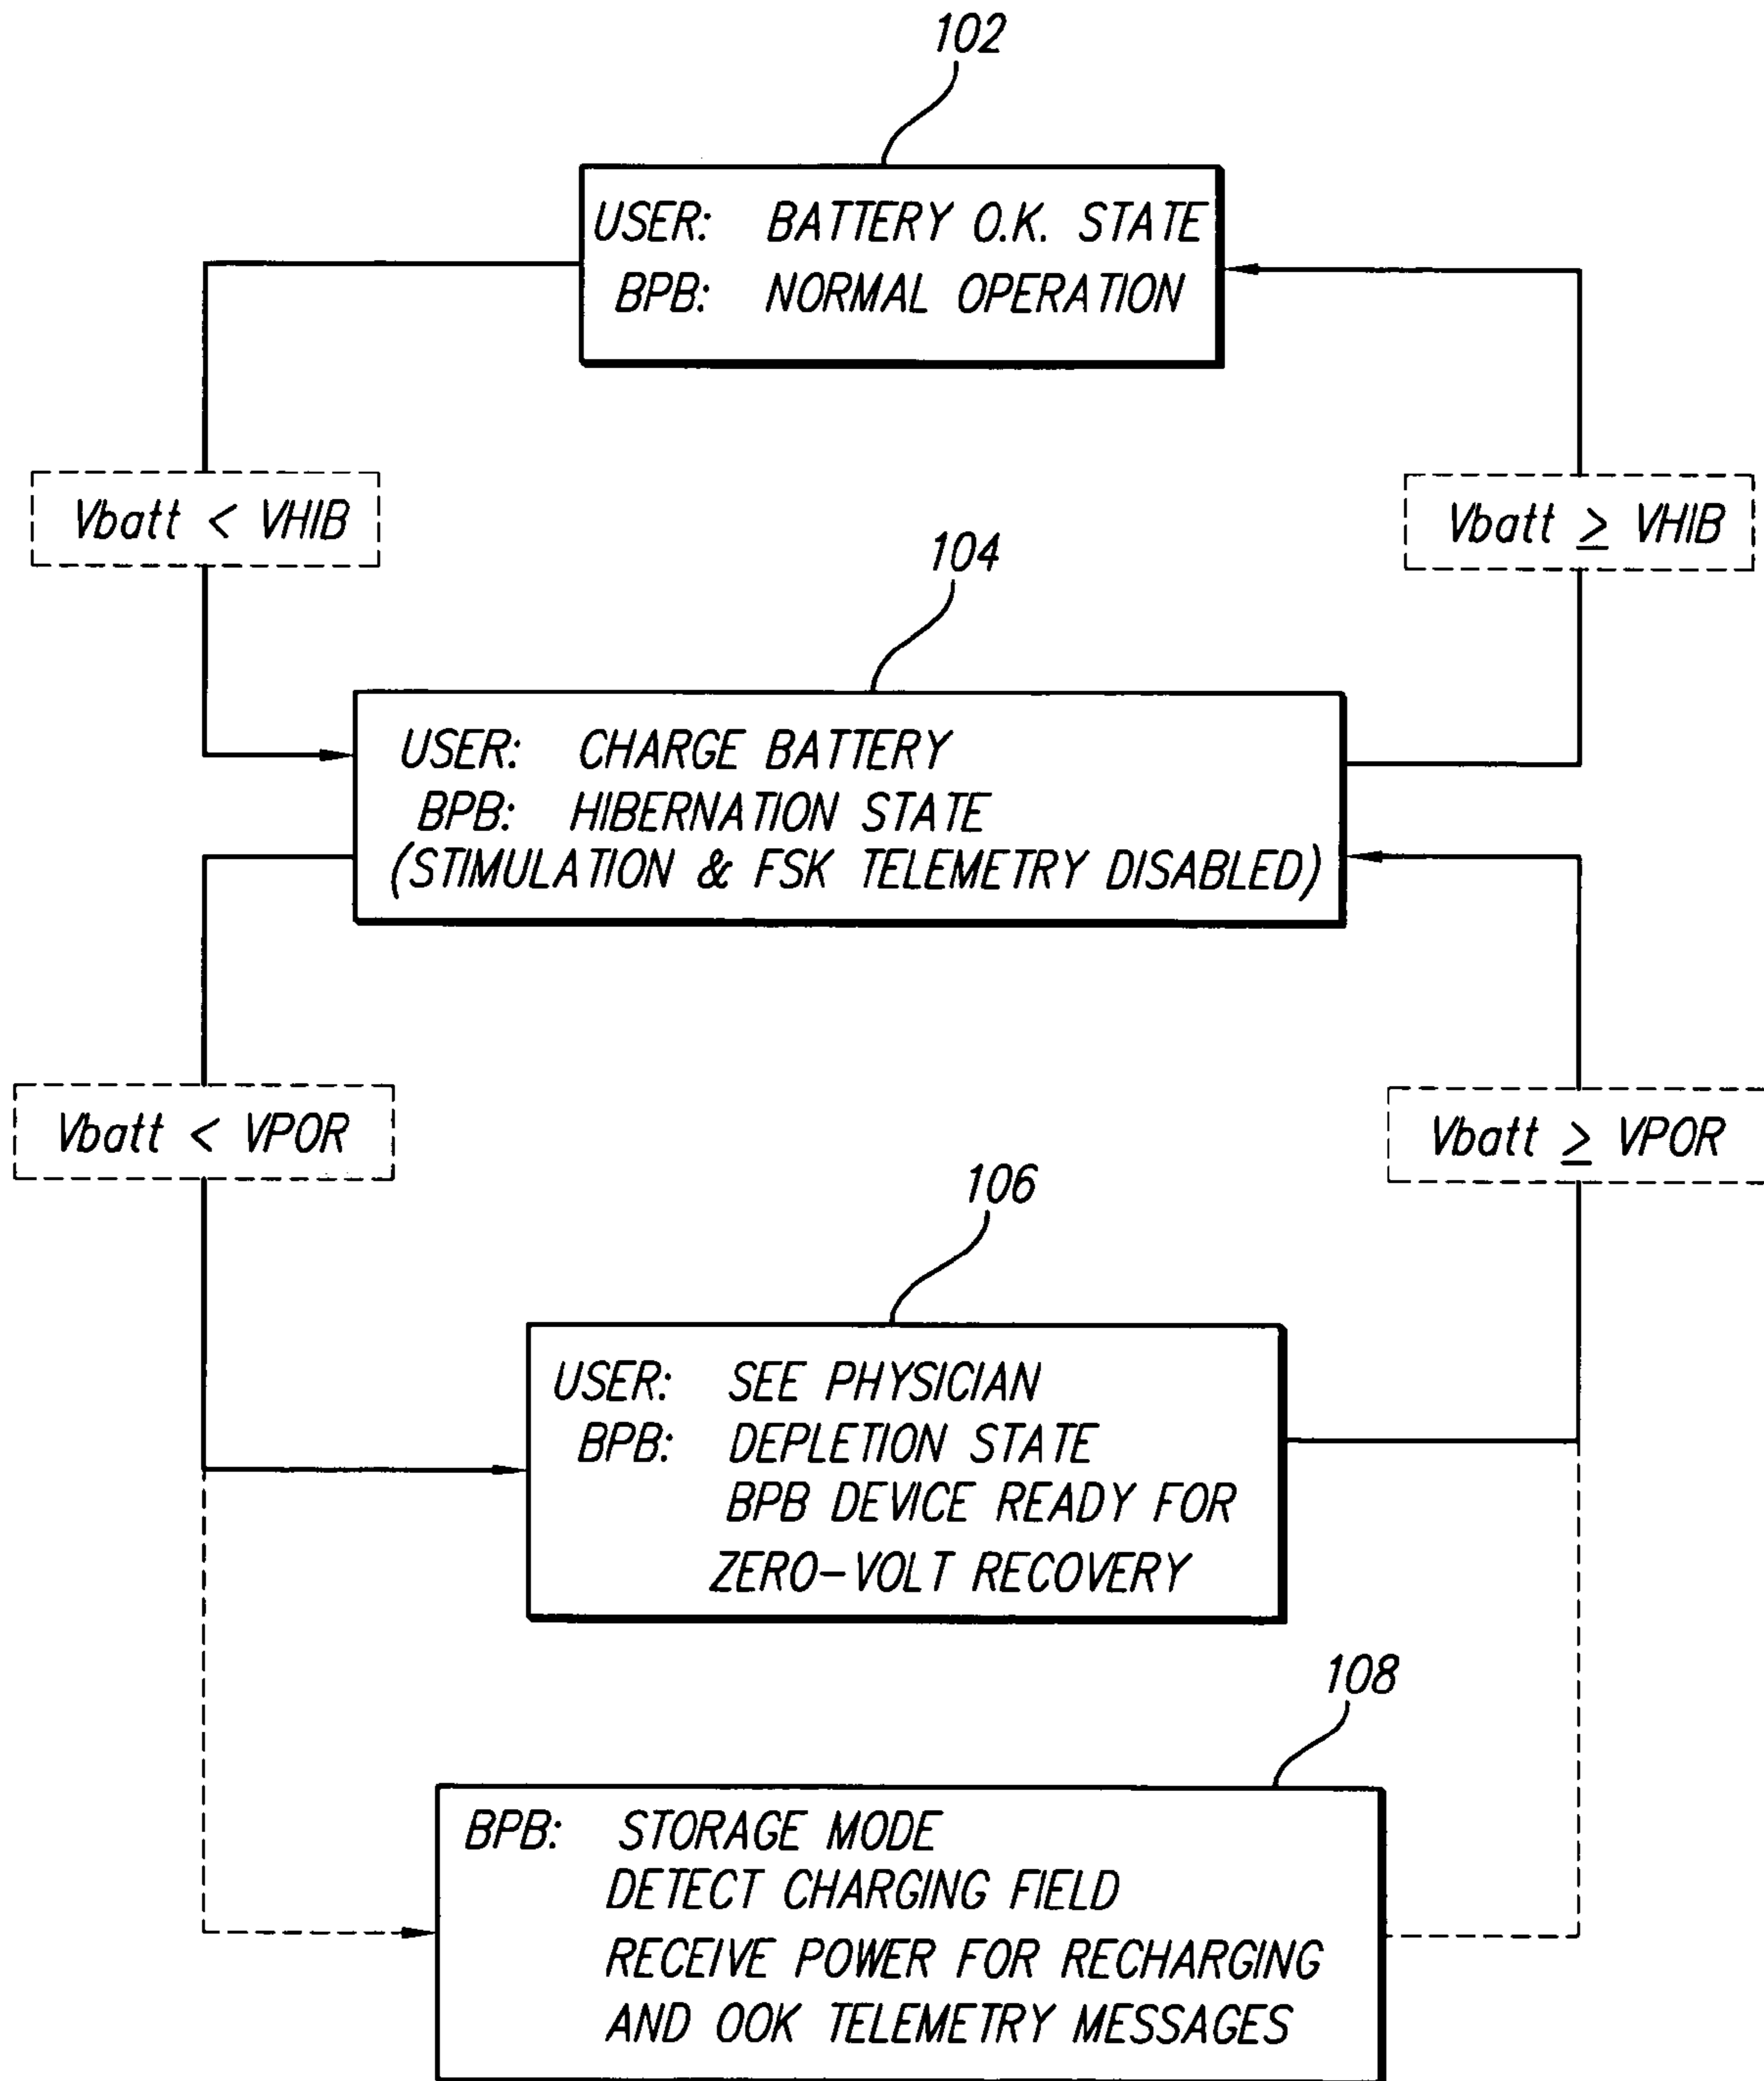 102
USER: BATTERY O.K. STATE
BPB: NORMAL OPERATION
Vbatt < VHIB
Vbatt ≥ VHIB
104
USER: CHARGE BATTERY
BPB: HIBERNATION STATE
(STIMULATION & FSK TELEMETRY DISABLED)
Vbatt < VPOR
Vbatt ≥ VPOR
106
USER: SEE PHYSICIAN
BPB: DEPLETION STATE
BPB DEVICE READY FOR
ZERO-VOLT RECOVERY
108
BPB: STORAGE MODE
DETECT CHARGING FIELD
RECEIVE POWER FOR RECHARGING
AND OOK TELEMETRY MESSAGES